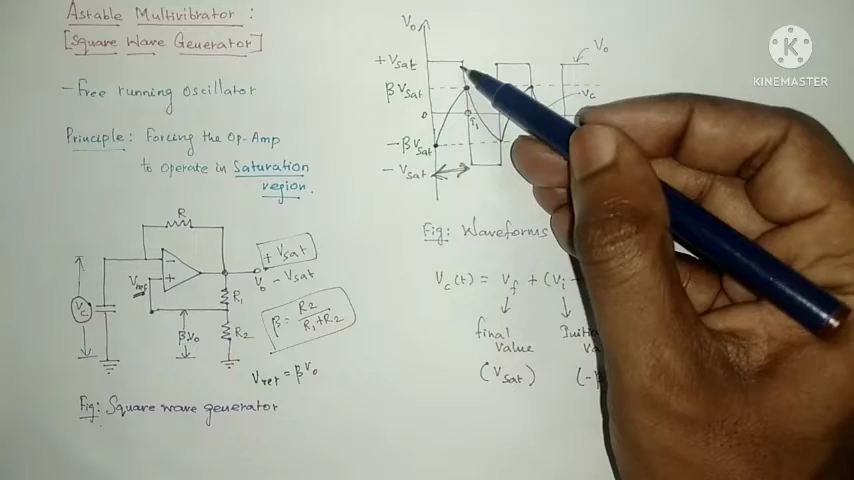 Astable Multivibrator :
[Square Wave Generator]
- free running oscillator
Principle: Forcing the Op-Amp
to operate in Saturation
region.
R
-
+
Vref
Vc
βVo
R1
R2
+ Vsat
Vo - Vsat
β = R2 / R1+R2
Vref = βVo
Fig: Square wave generator
Vo
+Vsat
βVsat
0
-βVsat
- Vsat
T1
Vo
Vc
Fig: Waveforms
Vc(t) = Vf + (Vi -
final
value
(Vsat)
KINEMASTER